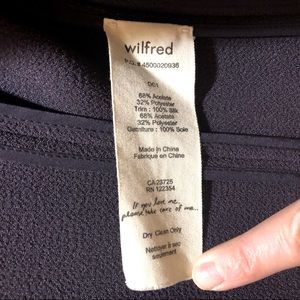 wilfred
P.O. # 4500020936
D01
68% Acetate
32% Polyester
Trim : 100% Silk
68% Acetate
32% Polyester
Garniture : 100% Soie
Made in China
Fabriqué en Chine
CA 23725
RN 122354
If you love me,
please take care of me...
Dry Clean Only
Nettoyer à sec
seulement